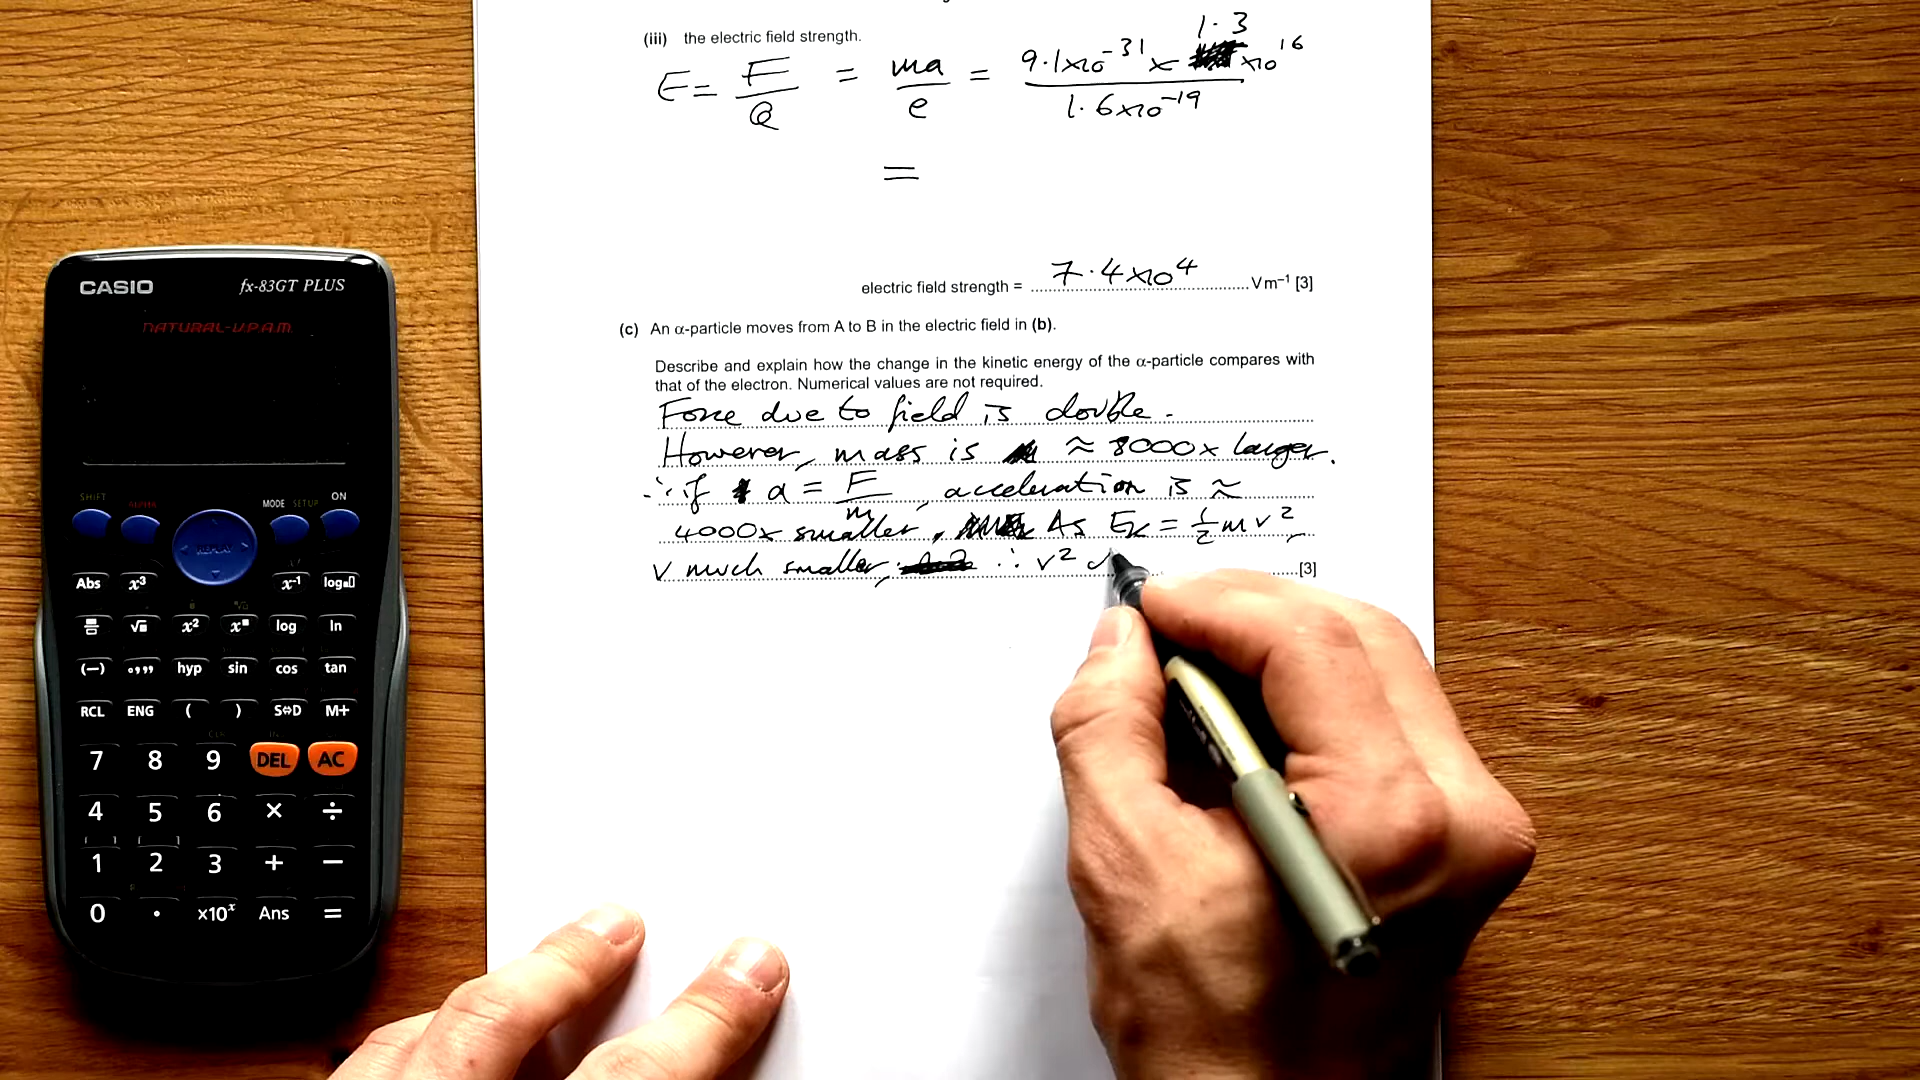 (iii) the electric field strength.
E = F/Q = ma/e = 9.1×10⁻³¹ × 1.3 ×10¹⁶ / 1.6×10⁻¹⁹
=
electric field strength = 7.4×10⁴ V m⁻¹ [3]
(c) An α-particle moves from A to B in the electric field in (b).
Describe and explain how the change in the kinetic energy of the α-particle compares with
that of the electron. Numerical values are not required.
Force due to field is double.
However, mass is ≈ 8000x larger.
∴ if a = F/m, acceleration is ≈
4000x smaller. As Ek = ½mv²,
v much smaller, ∴ v²
[3]
CASIO fx-83GT PLUS
NATURAL-V.P.A.M.
SHIFT ALPHA MODE SETUP ON
REPLAY
Abs x³ x⁻¹ log
√ x² x log ln
(−) °,,, hyp sin cos tan
RCL ENG ( ) S⇔D M+
7 8 9 DEL AC
4 5 6 × ÷
1 2 3 + −
0 . ×10ˣ Ans =